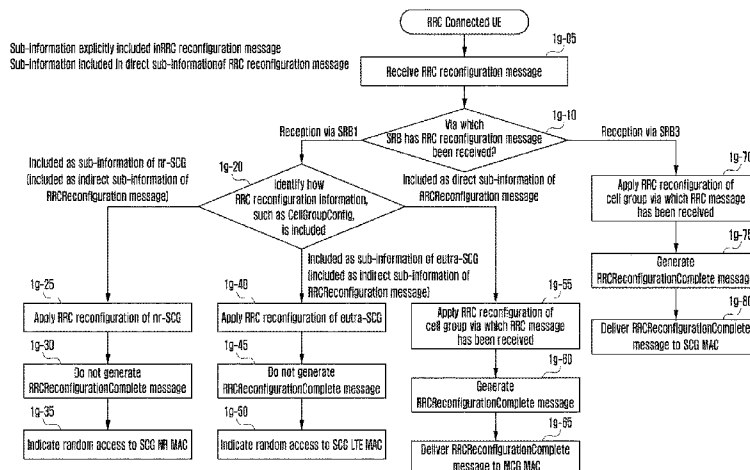 RRC Connected UE
1g-05
Sub-information explicitly included inRRC reconfiguration message
Sub-information included in direct sub-informationof RRC reconfiguration message
Receive RRC reconfiguration message
1g-10
Via which
SRB has RRC reconfiguration message
been received?
Reception via SRB1
Reception via SRB3
Included as sub-information of nr-SCG
(included as indirect sub-information of
RRCReconfiguration message)
1g-20
Identify how
RRC reconfiguration information,
such as CellGroupConfig,
is included
Included as direct sub-information of
RRCReconfiguration message
1g-70
Apply RRC reconfiguration of
cell group via which RRC message
has been received
Included as sub-information of eutra-SCG
(included as indirect sub-information of
RRCReconfiguration message)
1g-75
Generate
RRCReconfigurationComplete message
1g-25
Apply RRC reconfiguration of nr-SCG
1g-40
Apply RRC reconfiguration of eutra-SCG
1g-55
Apply RRC reconfiguration of
cell group via which RRC message
has been received
1g-80
Deliver RRCReconfigurationComplete
message to SCG MAC
1g-30
Do not generate
RRCReconfigurationComplete message
1g-45
Do not generate
RRCReconfigurationComplete message
1g-60
Generate
RRCReconfigurationComplete message
1g-35
Indicate random access to SCG NR MAC
1g-50
Indicate random access to SCG LTE MAC
1g-65
Deliver RRCReconfigurationComplete
message to MCG MAC